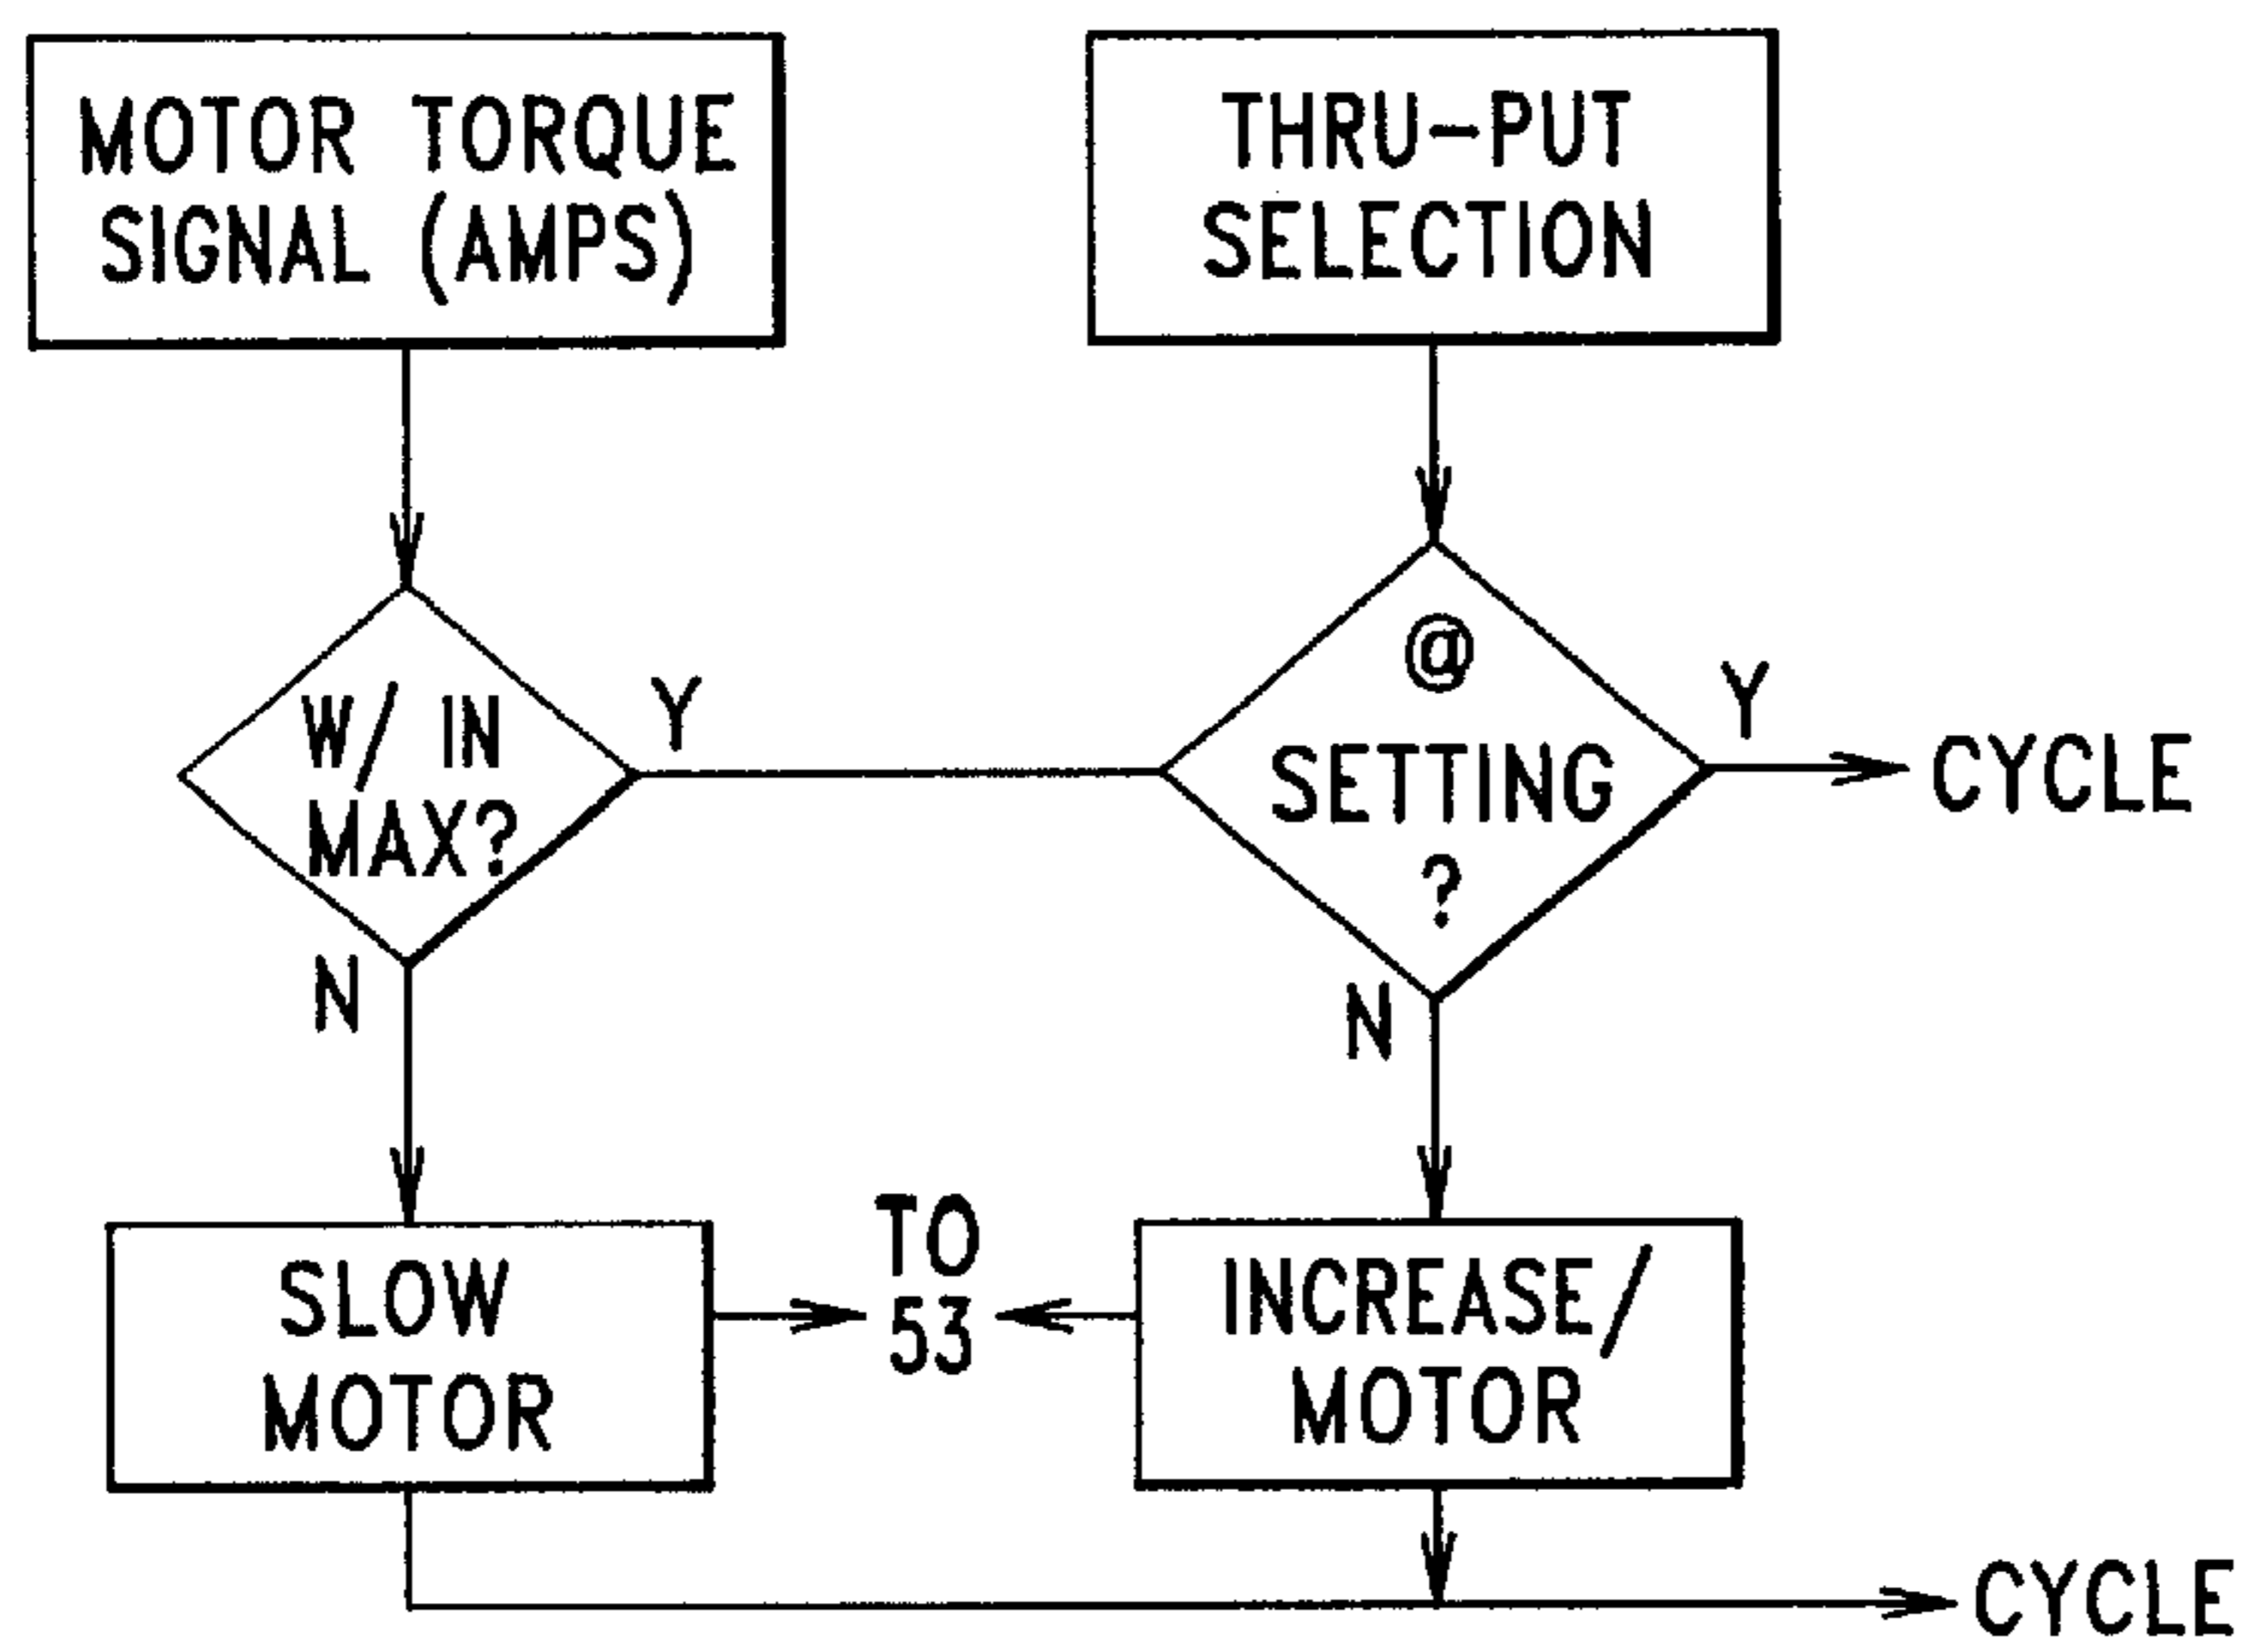 MOTOR TORQUE
SIGNAL (AMPS)
THRU-PUT
SELECTION
W/ IN
MAX?
Y
N
@
SETTING
?
Y
CYCLE
N
SLOW
MOTOR
TO
53
INCREASE/
MOTOR
CYCLE